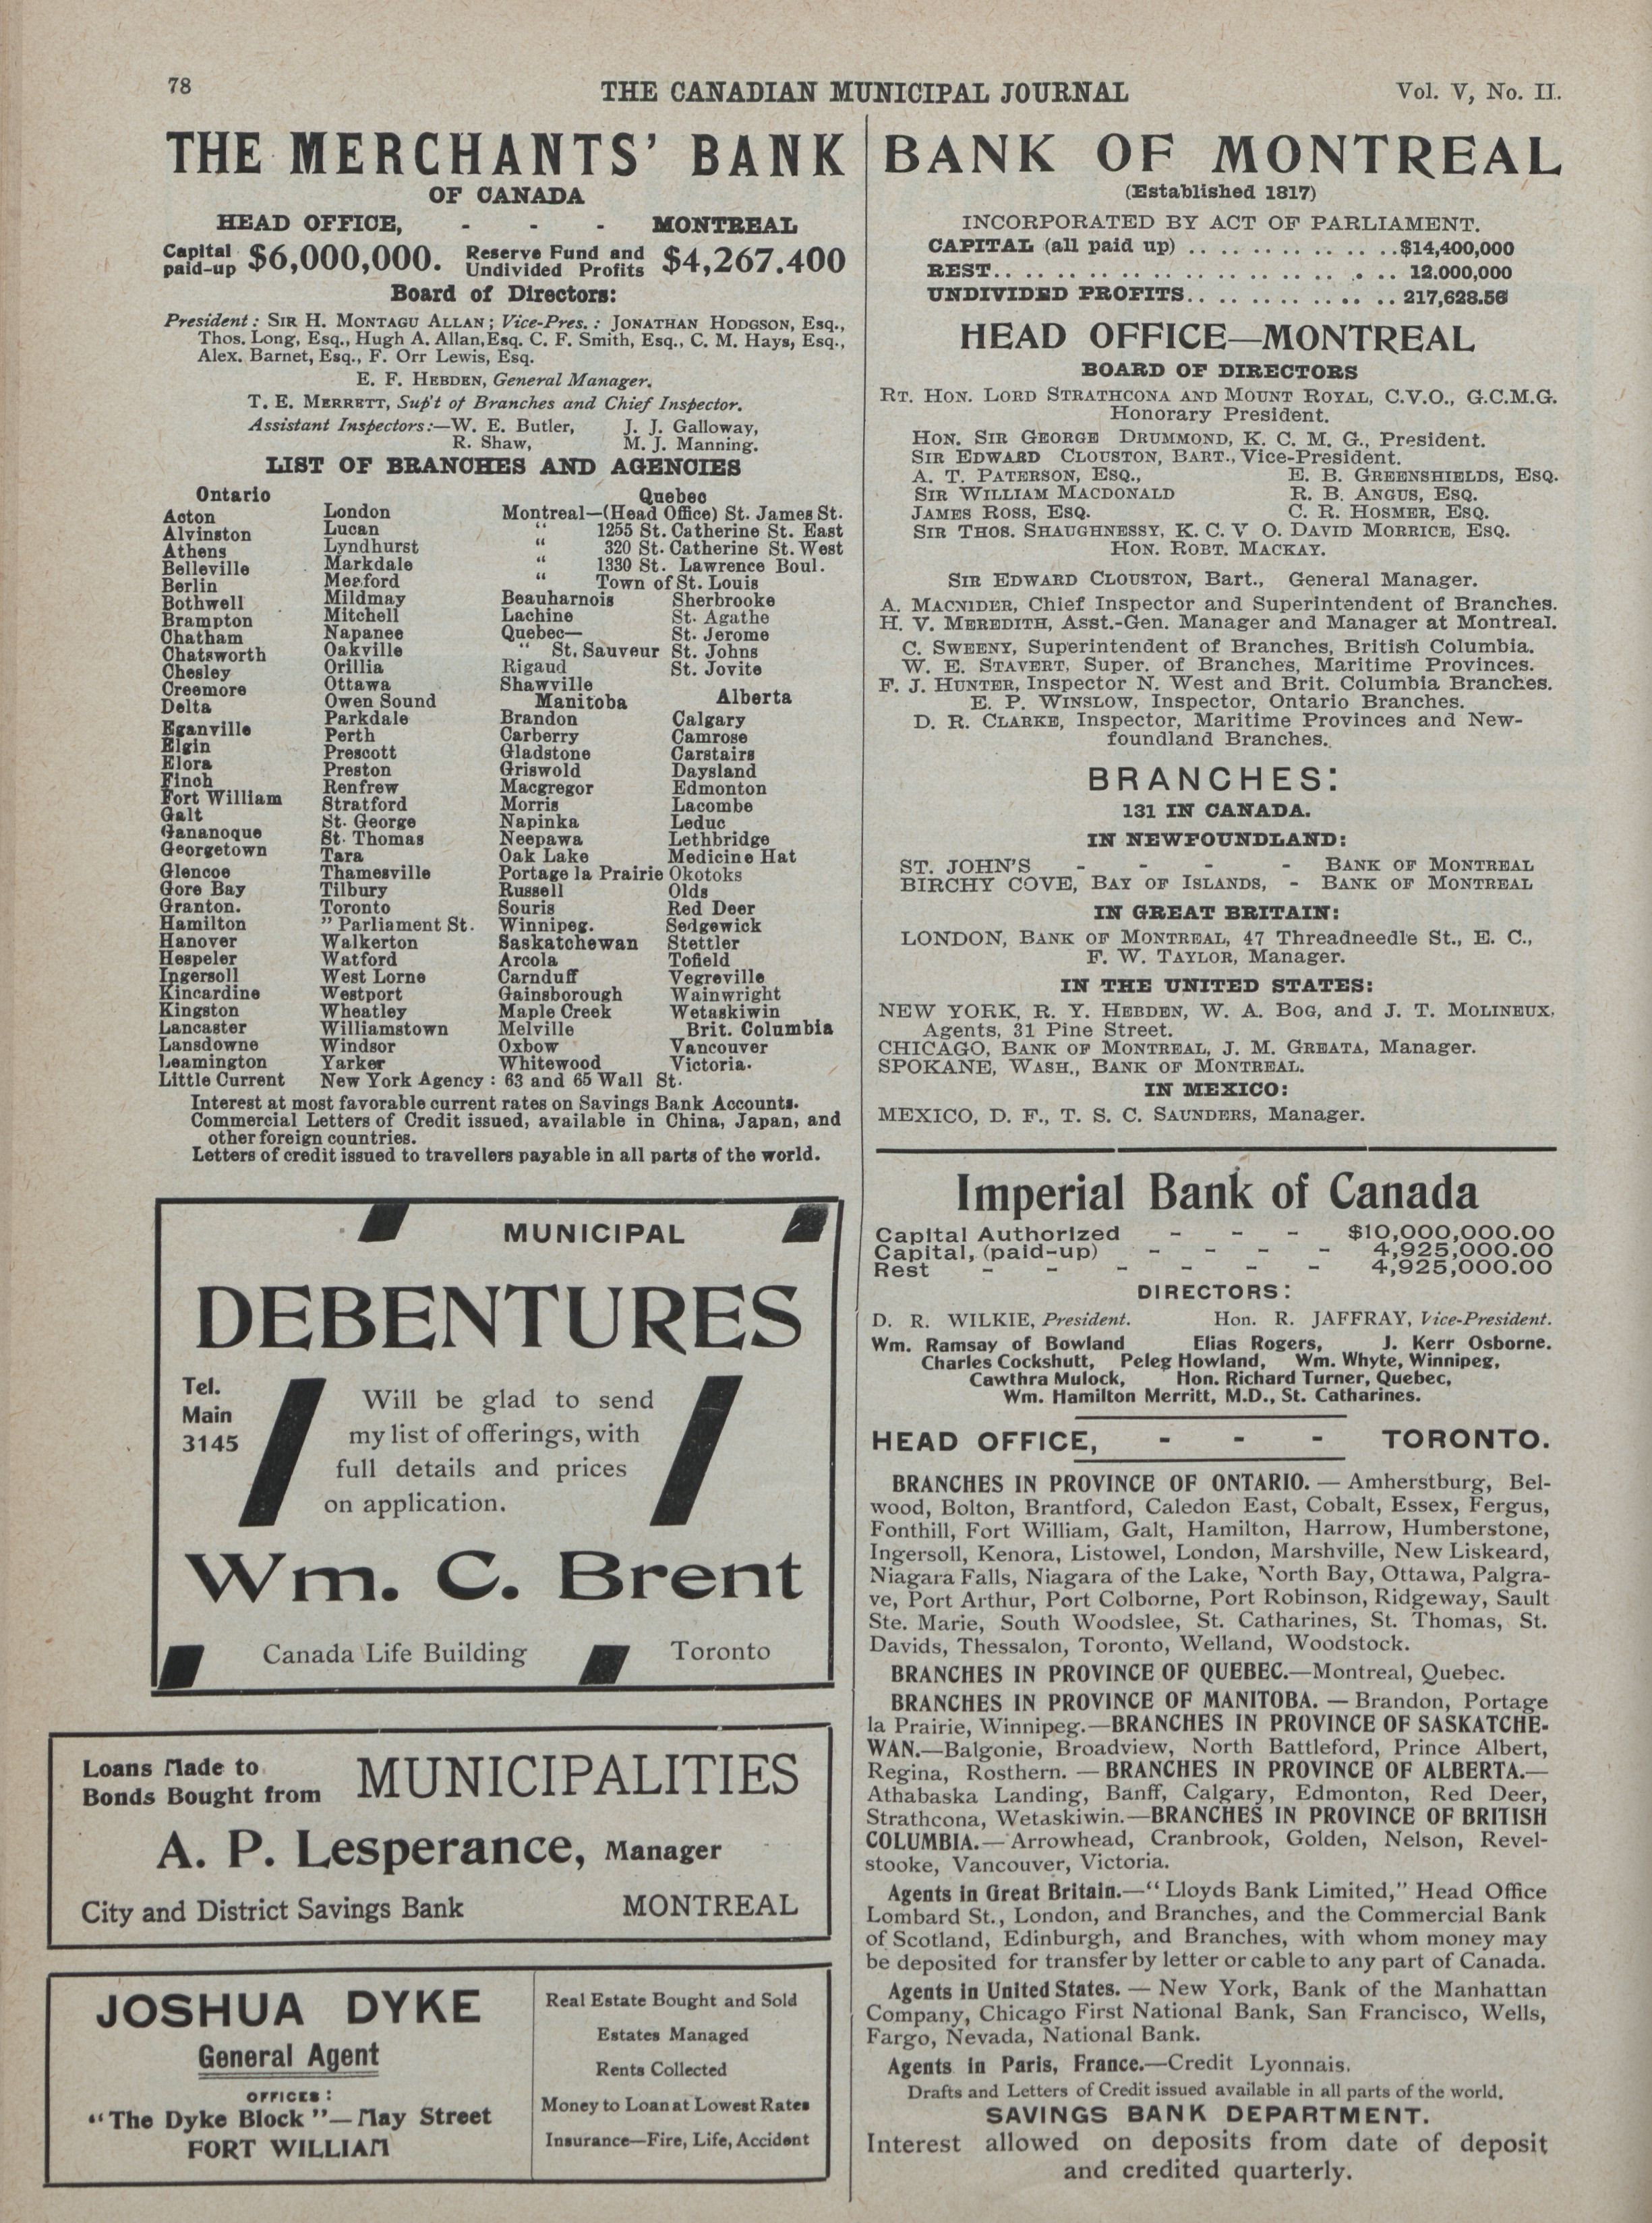 78
THE CANADIAN MUNICIPAL JOURNAL
Vol. V, No. II.
THE MERCHANTS' BANK
OF CANADA
HEAD OFFICE, - - - MONTREAL
Capital paid-up $6,000,000. Reserve Fund and Undivided Profits $4,267.400
Board of Directors:
President: SIR H. MONTAGU ALLAN; Vice-Pres.: JONATHAN HODGSON, Esq.,
Thos. Long, Esq., Hugh A. Allan, Esq. C. F. Smith, Esq., C. M. Hays, Esq.,
Alex. Barnet, Esq., F. Orr Lewis, Esq.
E. F. HEBDEN, General Manager.
T. E. MERRETT, Sup't of Branches and Chief Inspector.
Assistant Inspectors:—W. E. Butler, J. J. Galloway,
R. Shaw, M. J. Manning.
LIST OF BRANCHES AND AGENCIES
Ontario
Acton
Alvinston
Athens
Belleville
Berlin
Bothwell
Brampton
Chatham
Chatsworth
Chesley
Creemore
Delta
Eganville
Elgin
Elora
Finch
Fort William
Galt
Gananoque
Georgetown
Glencoe
Gore Bay
Granton.
Hamilton
Hanover
Hespeler
Ingersoll
Kincardine
Kingston
Lancaster
Lansdowne
Leamington
Little Current
London
Lucan
Lyndhurst
Markdale
Meaford
Mildmay
Mitchell
Napanee
Oakville
Orillia
Ottawa
Owen Sound
Parkdale
Perth
Prescott
Preston
Renfrew
Stratford
St. George
St. Thomas
Tara
Thamesville
Tilbury
Toronto
" Parliament St.
Walkerton
Watford
West Lorne
Westport
Wheatley
Williamstown
Windsor
Yarker
Quebec
Montreal—(Head Office) St. James St.
" 1255 St. Catherine St. East
" 320 St. Catherine St. West
" 1330 St. Lawrence Boul.
" Town of St. Louis
Beauharnois Sherbrooke
Lachine St. Agathe
Quebec— St. Jerome
" St. Sauveur St. Johns
Rigaud St. Jovite
Shawville
Manitoba
Brandon
Carberry
Gladstone
Griswold
Macgregor
Morris
Napinka
Neepawa
Oak Lake
Portage la Prairie
Russell
Souris
Winnipeg.
Saskatchewan
Arcola
Carnduff
Gainsborough
Maple Creek
Melville
Oxbow
Whitewood
Alberta
Calgary
Camrose
Carstairs
Daysland
Edmonton
Lacombe
Leduc
Lethbridge
Medicine Hat
Okotoks
Olds
Red Deer
Sedgewick
Stettler
Tofield
Vegreville
Wainwright
Wetaskiwin
Brit. Columbia
Vancouver
Victoria.
New York Agency: 63 and 65 Wall St.
Interest at most favorable current rates on Savings Bank Accounts.
Commercial Letters of Credit issued, available in China, Japan, and
other foreign countries.
Letters of credit issued to travellers payable in all parts of the world.
MUNICIPAL
DEBENTURES
Tel.
Main
3145
Will be glad to send
my list of offerings, with
full details and prices
on application.
Wm. C. Brent
Canada Life Building Toronto
Loans Made to
Bonds Bought from
MUNICIPALITIES
A. P. Lesperance, Manager
City and District Savings Bank MONTREAL
JOSHUA DYKE
General Agent
OFFICES:
"The Dyke Block"—May Street
FORT WILLIAM
Real Estate Bought and Sold
Estates Managed
Rents Collected
Money to Loan at Lowest Rates
Insurance—Fire, Life, Accident
BANK OF MONTREAL
(Established 1817)
INCORPORATED BY ACT OF PARLIAMENT.
CAPITAL (all paid up) .. .. .. .. .. .. ..$14,400,000
REST.. .. .. .. .. .. .. .. .. .. .. .. .. 12.000,000
UNDIVIDED PROFITS.. .. .. .. .. .. .. 217,628.56
HEAD OFFICE—MONTREAL
BOARD OF DIRECTORS
RT. HON. LORD STRATHCONA AND MOUNT ROYAL, C.V.O., G.C.M.G.
Honorary President.
HON. SIR GEORGE DRUMMOND, K. C. M. G., President.
SIR EDWARD CLOUSTON, BART., Vice-President.
A. T. PATERSON, ESQ., E. B. GREENSHIELDS, ESQ.
SIR WILLIAM MACDONALD R. B. ANGUS, ESQ.
JAMES ROSS, ESQ. C. R. HOSMER, ESQ.
SIR THOS. SHAUGHNESSY, K. C. V O. DAVID MORRICE, ESQ.
HON. ROBT. MACKAY.
SIR EDWARD CLOUSTON, Bart., General Manager.
A. MACNIDER, Chief Inspector and Superintendent of Branches.
H. V. MEREDITH, Asst.-Gen. Manager and Manager at Montreal.
C. SWEENY, Superintendent of Branches, British Columbia.
W. E. STAVERT, Super. of Branches, Maritime Provinces.
F. J. HUNTER, Inspector N. West and Brit. Columbia Branches.
E. P. WINSLOW, Inspector, Ontario Branches.
D. R. CLARKE, Inspector, Maritime Provinces and New-
foundland Branches.
BRANCHES:
131 IN CANADA.
IN NEWFOUNDLAND:
ST. JOHN'S - - - - BANK OF MONTREAL
BIRCHY COVE, BAY OF ISLANDS, - BANK OF MONTREAL
IN GREAT BRITAIN:
LONDON, BANK OF MONTREAL, 47 Threadneedle St., E. C.,
F. W. TAYLOR, Manager.
IN THE UNITED STATES:
NEW YORK, R. Y. HEBDEN, W. A. BOG, and J. T. MOLINEUX.
Agents, 31 Pine Street.
CHICAGO, BANK OF MONTREAL, J. M. GREATA, Manager.
SPOKANE, WASH., BANK OF MONTREAL.
IN MEXICO:
MEXICO, D. F., T. S. C. SAUNDERS, Manager.
Imperial Bank of Canada
Capital Authorized - - - $10,000,000.00
Capital, (paid-up) - - - - 4,925,000.00
Rest - - - - - - 4,925,000.00
DIRECTORS:
D. R. WILKIE, President. Hon. R. JAFFRAY, Vice-President.
Wm. Ramsay of Bowland Elias Rogers, J. Kerr Osborne.
Charles Cockshutt, Peleg Howland, Wm. Whyte, Winnipeg,
Cawthra Mulock, Hon. Richard Turner, Quebec,
Wm. Hamilton Merritt, M.D., St. Catharines.
HEAD OFFICE, - - - TORONTO.
BRANCHES IN PROVINCE OF ONTARIO. — Amherstburg, Bel-
wood, Bolton, Brantford, Caledon East, Cobalt, Essex, Fergus,
Fonthill, Fort William, Galt, Hamilton, Harrow, Humberstone,
Ingersoll, Kenora, Listowel, London, Marshville, New Liskeard,
Niagara Falls, Niagara of the Lake, North Bay, Ottawa, Palgra-
ve, Port Arthur, Port Colborne, Port Robinson, Ridgeway, Sault
Ste. Marie, South Woodslee, St. Catharines, St. Thomas, St.
Davids, Thessalon, Toronto, Welland, Woodstock.
BRANCHES IN PROVINCE OF QUEBEC.—Montreal, Quebec.
BRANCHES IN PROVINCE OF MANITOBA. — Brandon, Portage
la Prairie, Winnipeg.—BRANCHES IN PROVINCE OF SASKATCHE-
WAN.—Balgonie, Broadview, North Battleford, Prince Albert,
Regina, Rosthern. — BRANCHES IN PROVINCE OF ALBERTA.—
Athabaska Landing, Banff, Calgary, Edmonton, Red Deer,
Strathcona, Wetaskiwin.—BRANCHES IN PROVINCE OF BRITISH
COLUMBIA.—Arrowhead, Cranbrook, Golden, Nelson, Revel-
stooke, Vancouver, Victoria.
Agents in Great Britain.—"Lloyds Bank Limited," Head Office
Lombard St., London, and Branches, and the Commercial Bank
of Scotland, Edinburgh, and Branches, with whom money may
be deposited for transfer by letter or cable to any part of Canada.
Agents in United States. — New York, Bank of the Manhattan
Company, Chicago First National Bank, San Francisco, Wells,
Fargo, Nevada, National Bank.
Agents in Paris, France.—Credit Lyonnais.
Drafts and Letters of Credit issued available in all parts of the world.
SAVINGS BANK DEPARTMENT.
Interest allowed on deposits from date of deposit
and credited quarterly.